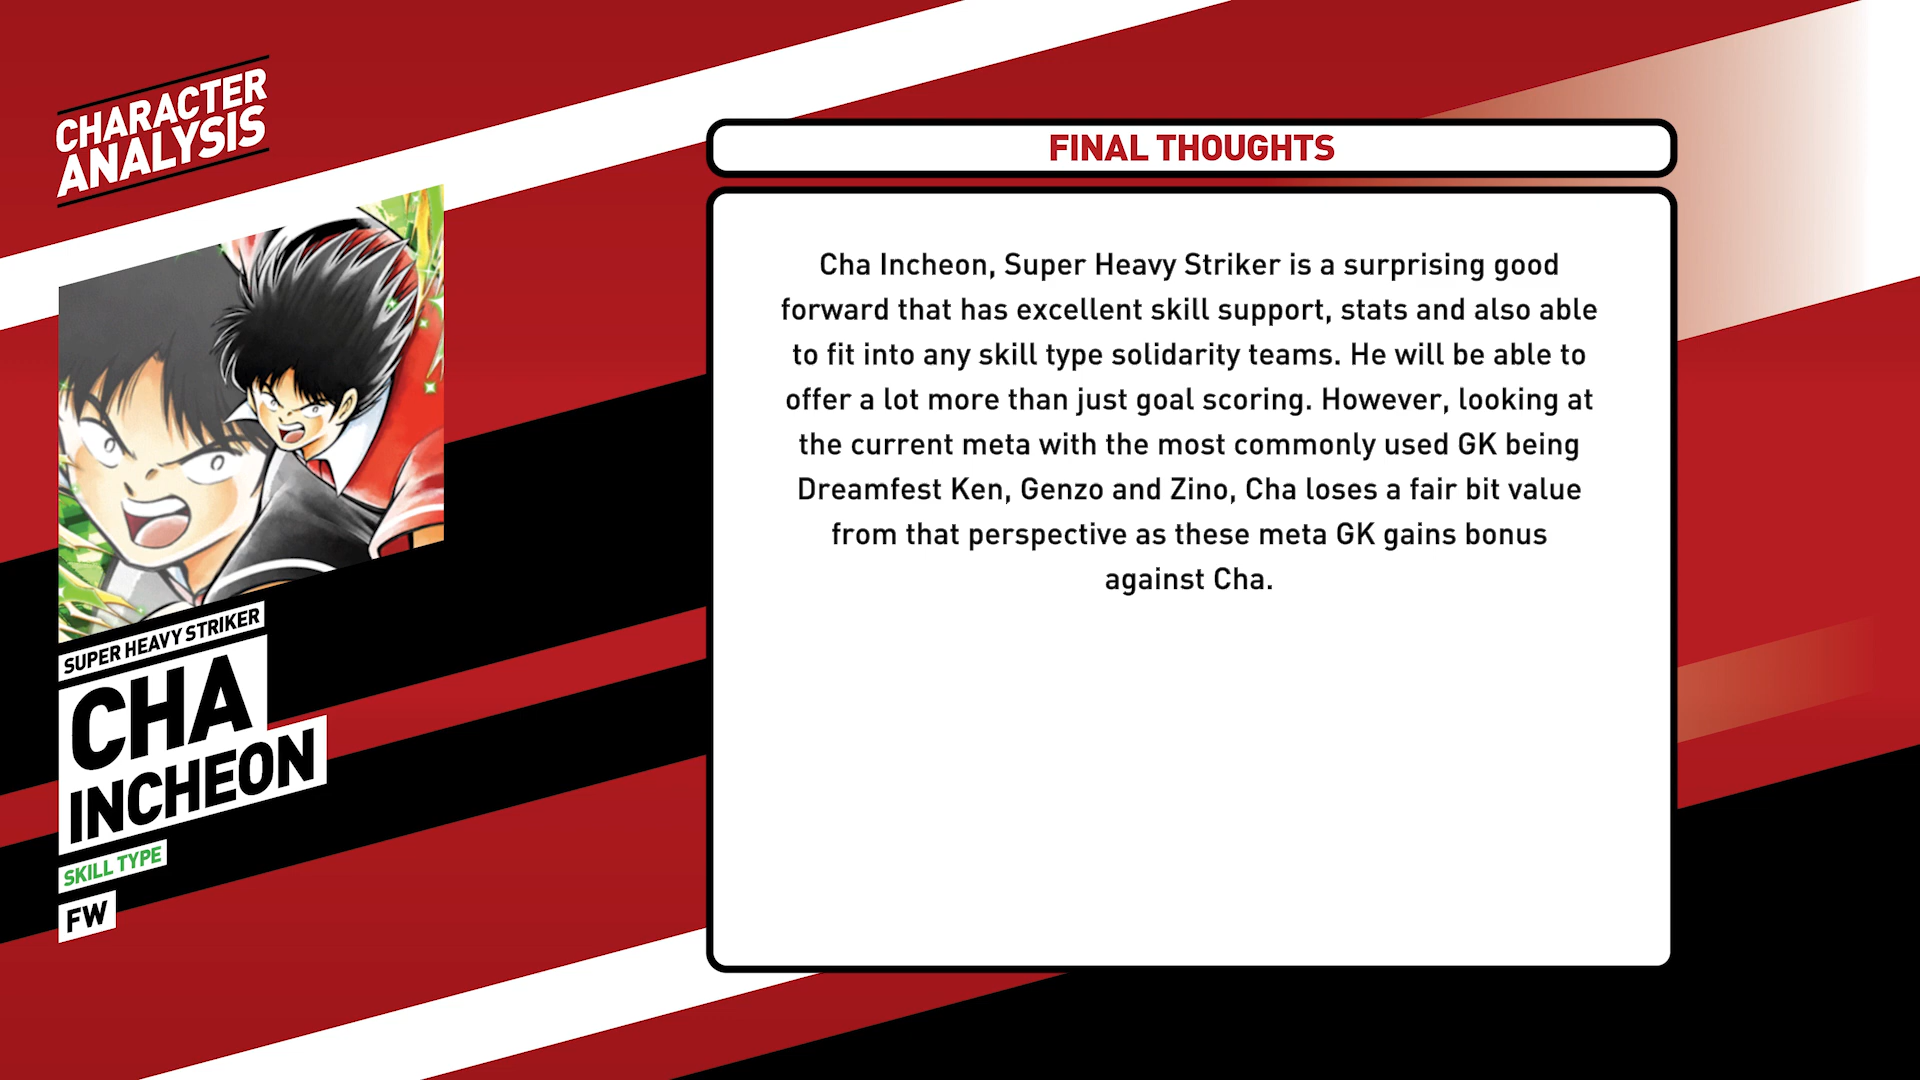 CHARACTER
ANALYSIS
SUPER HEAVY STRIKER
CHA
INCHEON
SKILL TYPE
FW
FINAL THOUGHTS
Cha Incheon, Super Heavy Striker is a surprising good
forward that has excellent skill support, stats and also able
to fit into any skill type solidarity teams. He will be able to
offer a lot more than just goal scoring. However, looking at
the current meta with the most commonly used GK being
Dreamfest Ken, Genzo and Zino, Cha loses a fair bit value
from that perspective as these meta GK gains bonus
against Cha.